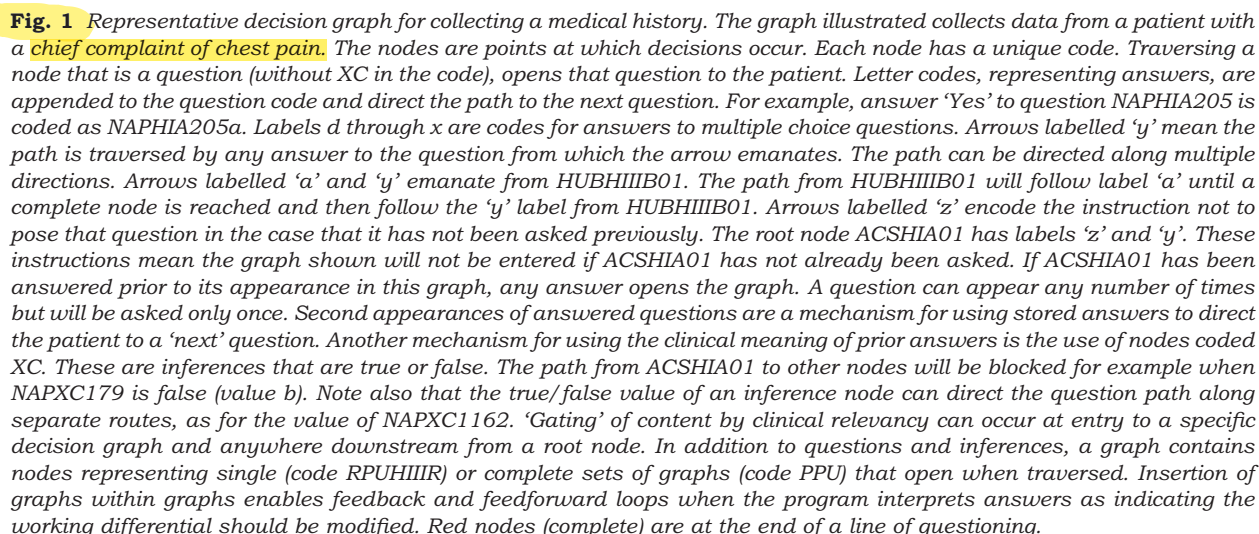 Fig. 1 Representative decision graph for collecting a medical history. The graph illustrated collects data from a patient with
a chief complaint of chest pain. The nodes are points at which decisions occur. Each node has a unique code. Traversing a
node that is a question (without XC in the code), opens that question to the patient. Letter codes, representing answers, are
appended to the question code and direct the path to the next question. For example, answer ‘Yes’ to question NAPHIA205 is
coded as NAPHIA205a. Labels d through x are codes for answers to multiple choice questions. Arrows labelled ‘y’ mean the
path is traversed by any answer to the question from which the arrow emanates. The path can be directed along multiple
directions. Arrows labelled ‘a’ and ‘y’ emanate from HUBHIIIB01. The path from HUBHIIIB01 will follow label ‘a’ until a
complete node is reached and then follow the ‘y’ label from HUBHIIIB01. Arrows labelled ‘z’ encode the instruction not to
pose that question in the case that it has not been asked previously. The root node ACSHIA01 has labels ‘z’ and ‘y’. These
instructions mean the graph shown will not be entered if ACSHIA01 has not already been asked. If ACSHIA01 has been
answered prior to its appearance in this graph, any answer opens the graph. A question can appear any number of times
but will be asked only once. Second appearances of answered questions are a mechanism for using stored answers to direct
the patient to a ‘next’ question. Another mechanism for using the clinical meaning of prior answers is the use of nodes coded
XC. These are inferences that are true or false. The path from ACSHIA01 to other nodes will be blocked for example when
NAPXC179 is false (value b). Note also that the true/false value of an inference node can direct the question path along
separate routes, as for the value of NAPXC1162. ‘Gating’ of content by clinical relevancy can occur at entry to a specific
decision graph and anywhere downstream from a root node. In addition to questions and inferences, a graph contains
nodes representing single (code RPUHIIIR) or complete sets of graphs (code PPU) that open when traversed. Insertion of
graphs within graphs enables feedback and feedforward loops when the program interprets answers as indicating the
working differential should be modified. Red nodes (complete) are at the end of a line of questioning.